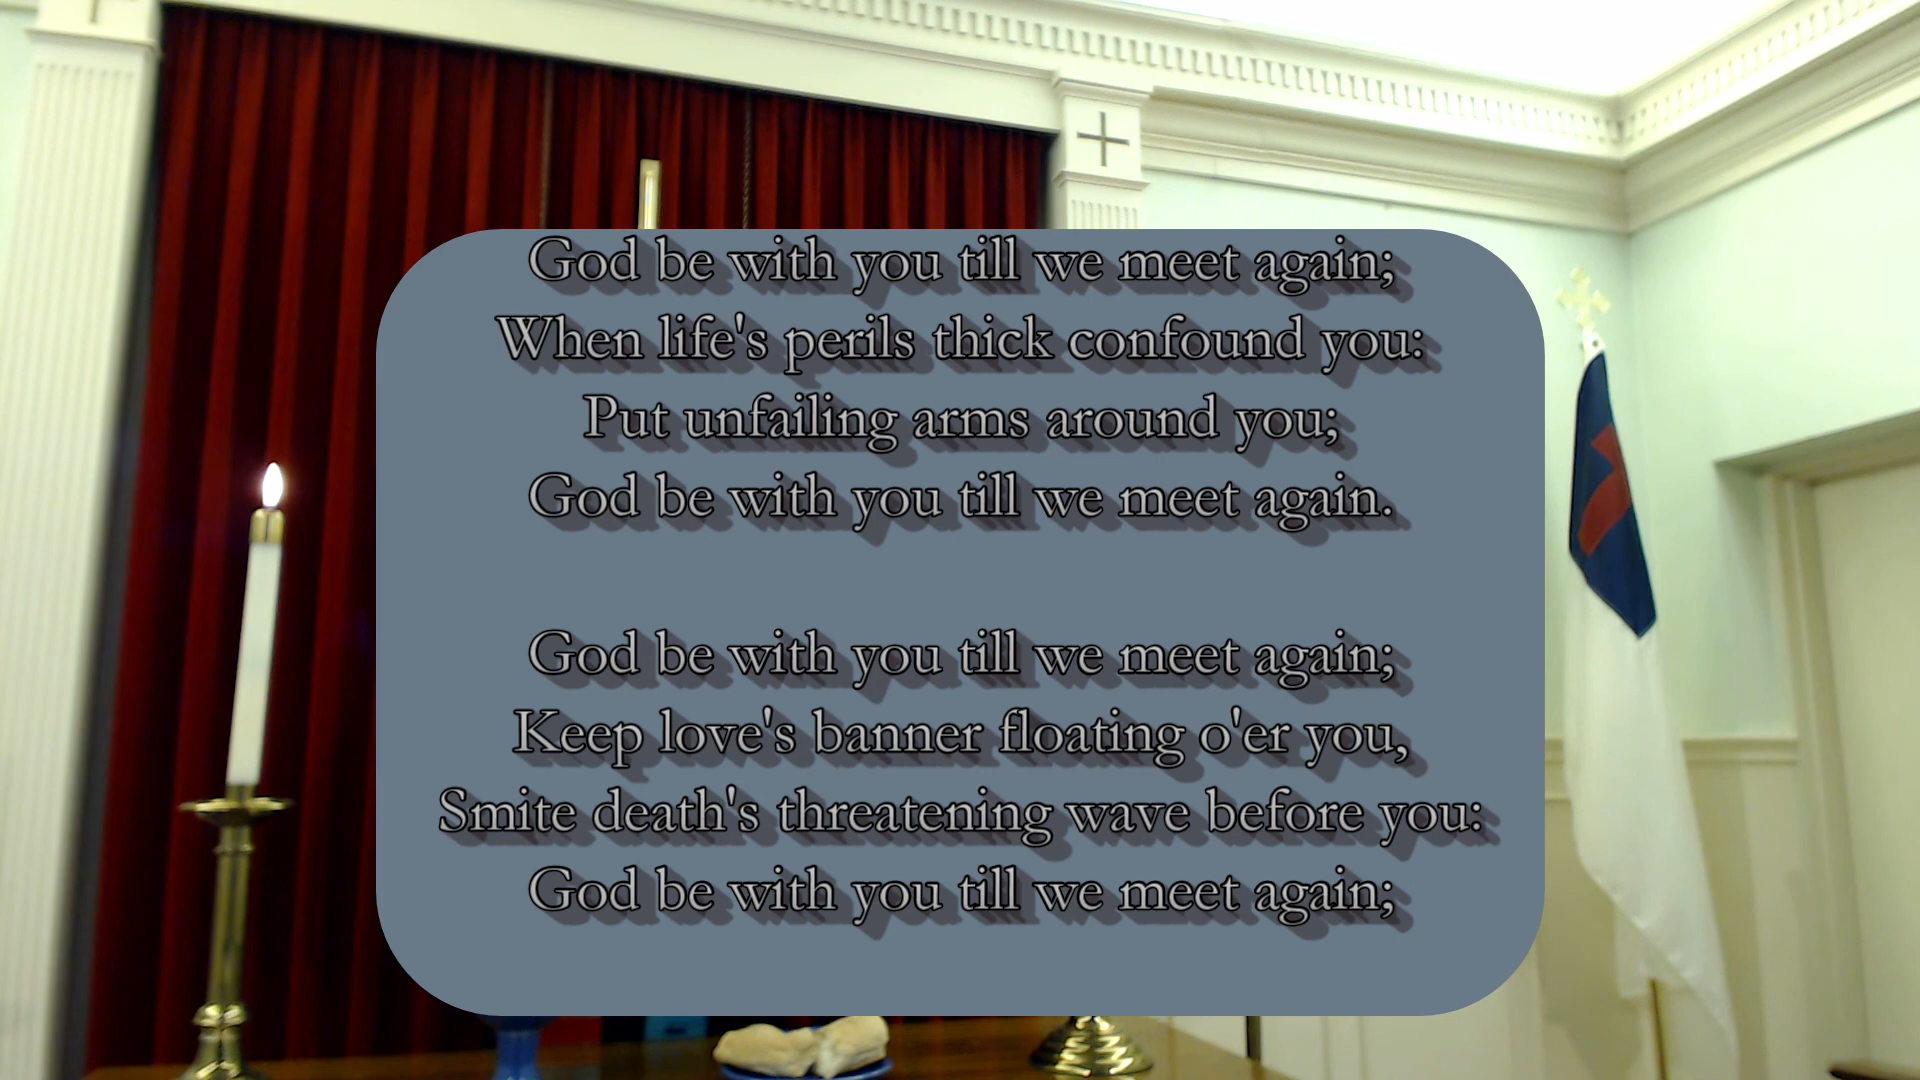 God be with you till we meet again;
When life's perils thick confound you:
Put unfailing arms around you;
God be with you till we meet again.
God be with you till we meet again;
Keep love's banner floating o'er you,
Smite death's threatening wave before you:
God be with you till we meet again;